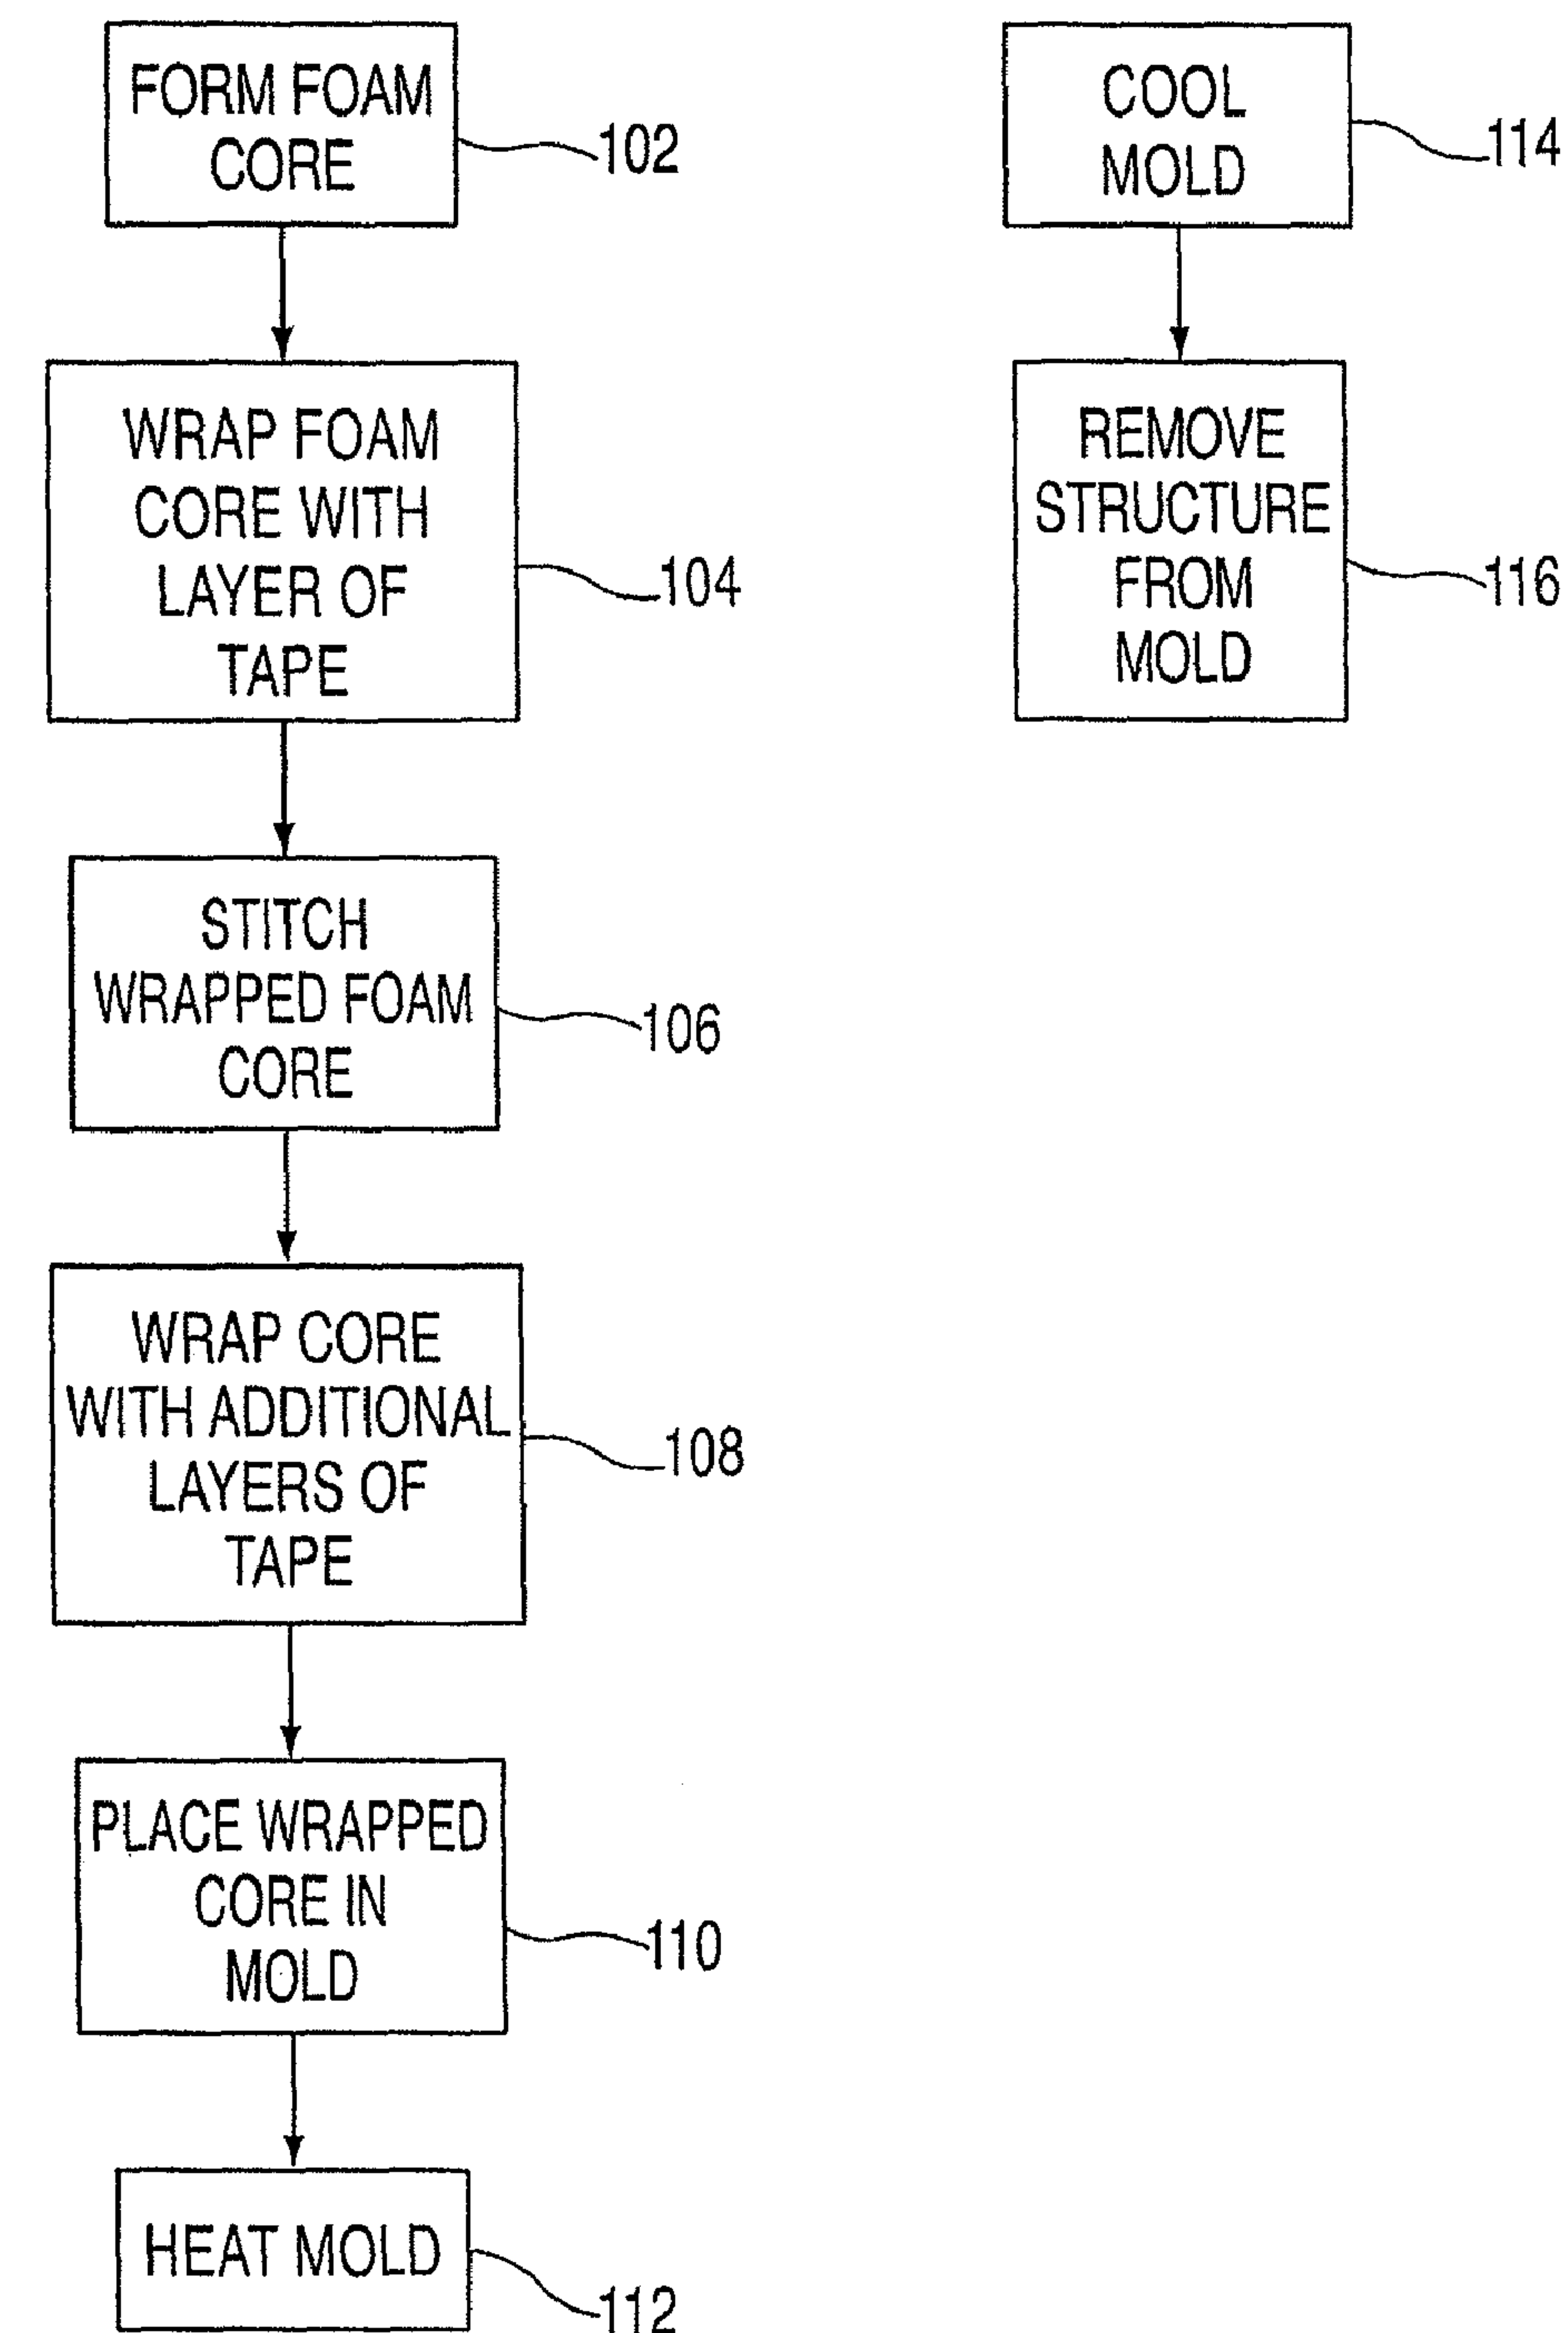 FORM FOAM
CORE
102
WRAP FOAM
CORE WITH
LAYER OF
TAPE
104
STITCH
WRAPPED FOAM
CORE
106
WRAP CORE
WITH ADDITIONAL
LAYERS OF
TAPE
108
PLACE WRAPPED
CORE IN
MOLD
110
HEAT MOLD
112
COOL
MOLD
114
REMOVE
STRUCTURE
FROM
MOLD
116